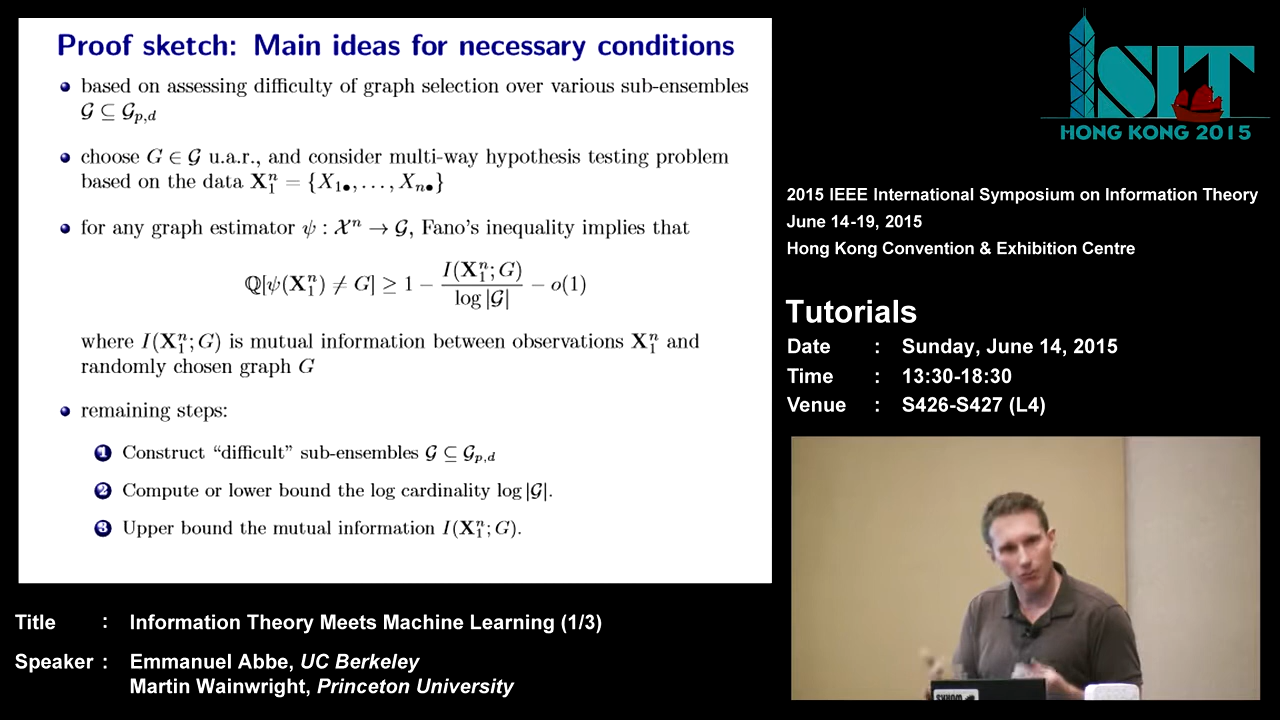 Proof sketch: Main ideas for necessary conditions
based on assessing difficulty of graph selection over various sub-ensembles
𝒢 ⊆ 𝒢_{p,d}
choose G ∈ 𝒢 u.a.r., and consider multi-way hypothesis testing problem
based on the data X₁ⁿ = {X₁•, . . . , Xₙ•}
for any graph estimator ψ : 𝒳ⁿ → 𝒢, Fano's inequality implies that
ℚ[ψ(X₁ⁿ) ≠ G] ≥ 1 − I(X₁ⁿ; G) / log |𝒢| − o(1)
where I(X₁ⁿ; G) is mutual information between observations X₁ⁿ and
randomly chosen graph G
remaining steps:
1 Construct "difficult" sub-ensembles 𝒢 ⊆ 𝒢_{p,d}
2 Compute or lower bound the log cardinality log |𝒢|.
3 Upper bound the mutual information I(X₁ⁿ; G).
ISIT
HONG KONG 2015
2015 IEEE International Symposium on Information Theory
June 14-19, 2015
Hong Kong Convention & Exhibition Centre
Tutorials
Date : Sunday, June 14, 2015
Time : 13:30-18:30
Venue : S426-S427 (L4)
Title : Information Theory Meets Machine Learning (1/3)
Speaker : Emmanuel Abbe, UC Berkeley
Martin Wainwright, Princeton University